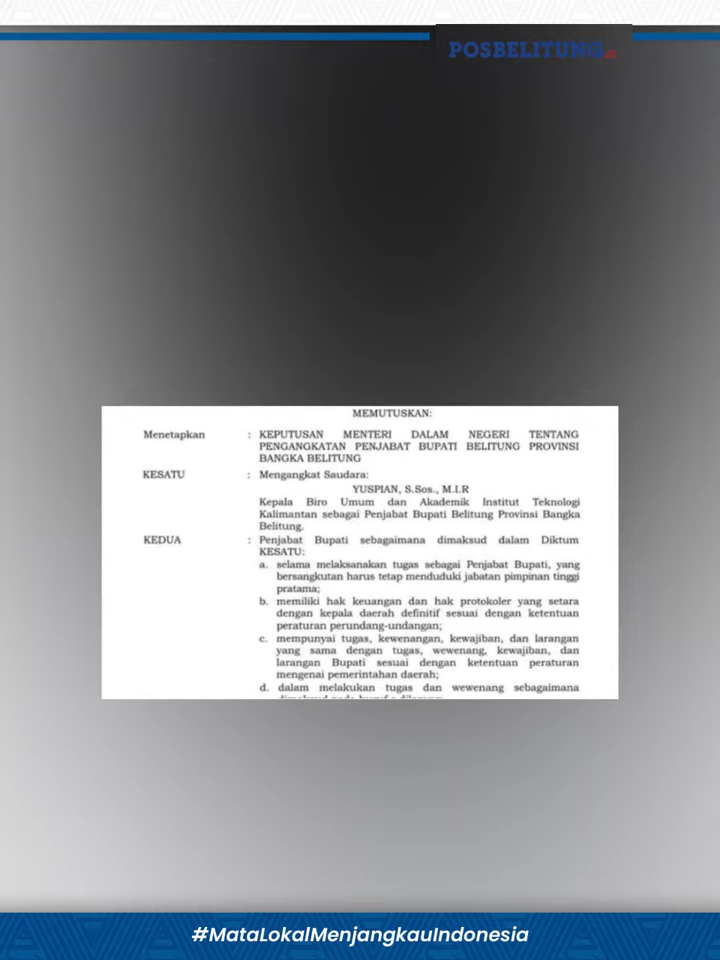 POSBELITUNG.co
MEMUTUSKAN:
Menetapkan : KEPUTUSAN MENTERI DALAM NEGERI TENTANG
PENGANGKATAN PENJABAT BUPATI BELITUNG PROVINSI
BANGKA BELITUNG
KESATU : Mengangkat Saudara:
YUSPIAN, S.Sos., M.I.R
Kepala Biro Umum dan Akademik Institut Teknologi
Kalimantan sebagai Penjabat Bupati Belitung Provinsi Bangka
Belitung.
KEDUA : Penjabat Bupati sebagaimana dimaksud dalam Diktum
KESATU:
a. selama melaksanakan tugas sebagai Penjabat Bupati, yang
bersangkutan harus tetap menduduki jabatan pimpinan tinggi
pratama;
b. memiliki hak keuangan dan hak protokoler yang setara
dengan kepala daerah definitif sesuai dengan ketentuan
peraturan perundang-undangan;
c. mempunyai tugas, kewenangan, kewajiban, dan larangan
yang sama dengan tugas, wewenang, kewajiban, dan
larangan Bupati sesuai dengan ketentuan peraturan
mengenai pemerintahan daerah;
d. dalam melakukan tugas dan wewenang sebagaimana
#MataLokalMenjangkauIndonesia